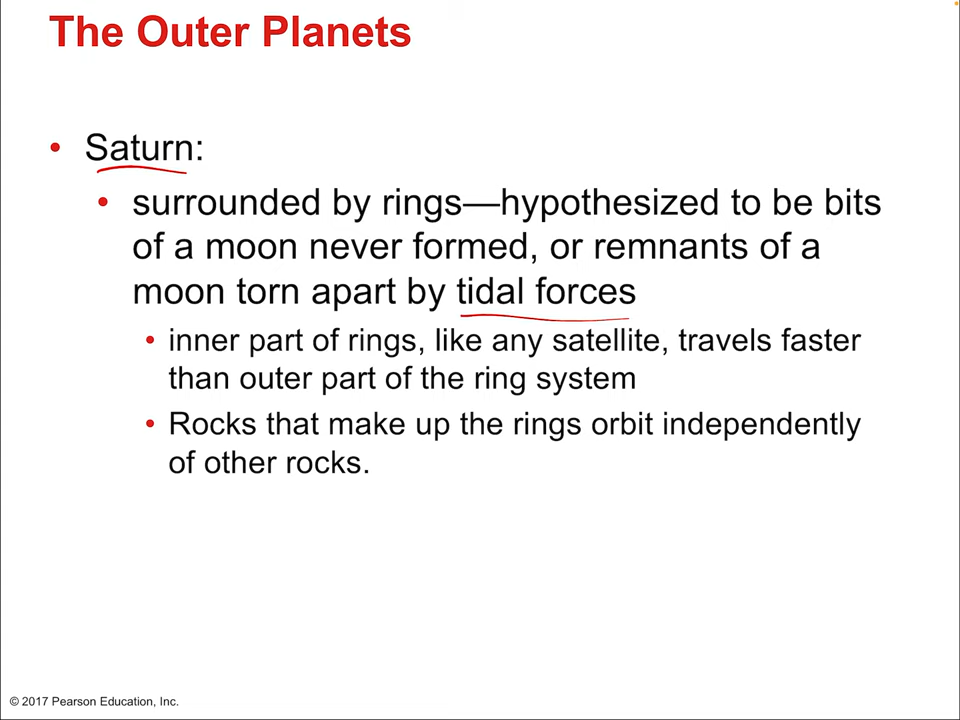 The Outer Planets
• Saturn:
• surrounded by rings—hypothesized to be bits
of a moon never formed, or remnants of a
moon torn apart by tidal forces
• inner part of rings, like any satellite, travels faster
than outer part of the ring system
• Rocks that make up the rings orbit independently
of other rocks.
© 2017 Pearson Education, Inc.